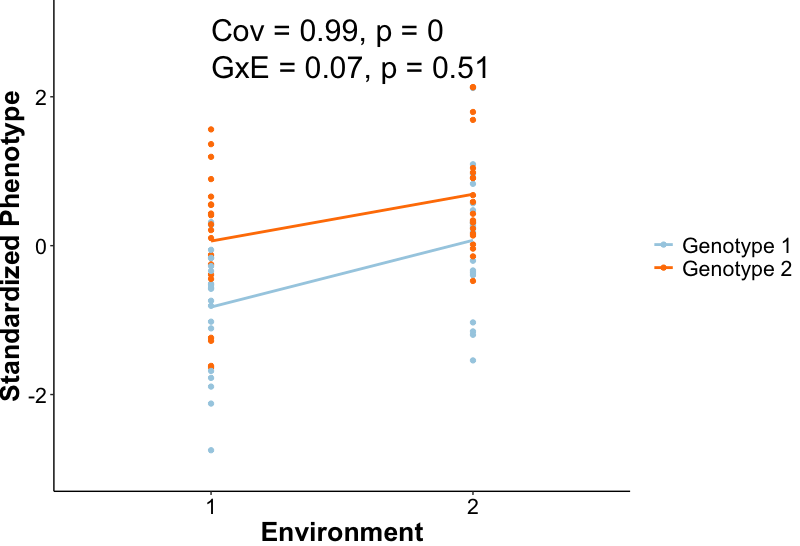 Cov = 0.99, p = 0
GxE = 0.07, p = 0.51
Standardized Phenotype
2
0
-2
1
2
Environment
Genotype 1
Genotype 2